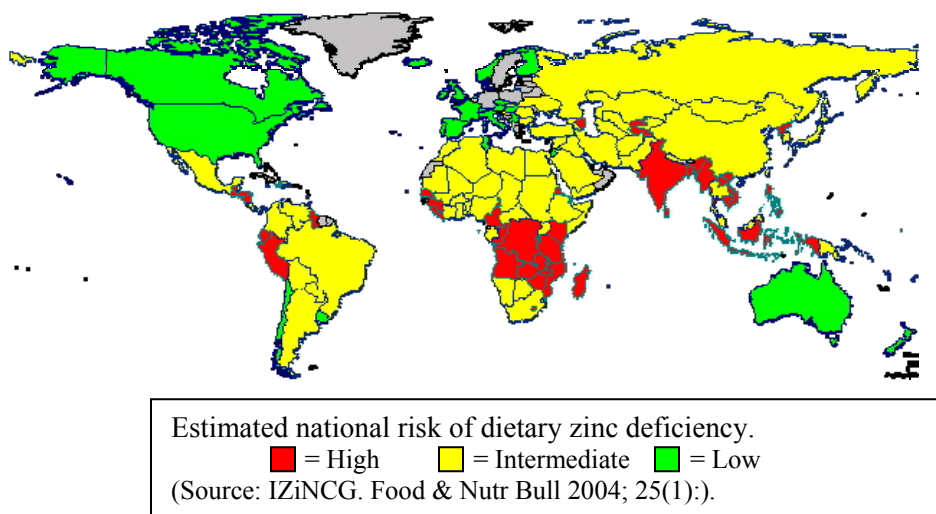 Estimated national risk of dietary zinc deficiency.
= High = Intermediate = Low
(Source: IZiNCG. Food & Nutr Bull 2004; 25(1):).